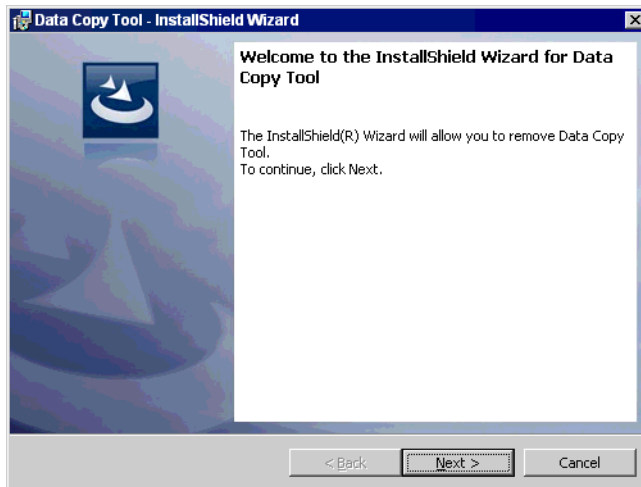 Data Copy Tool - InstallShield Wizard
Welcome to the InstallShield Wizard for Data
Copy Tool
The InstallShield(R) Wizard will allow you to remove Data Copy
Tool.
To continue, click Next.
< Back
Next >
Cancel